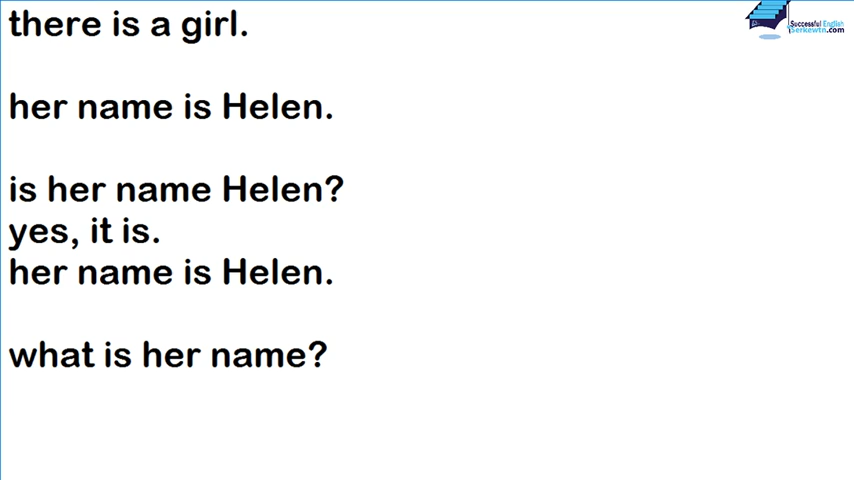 there is a girl.
her name is Helen.
is her name Helen?
yes, it is.
her name is Helen.
what is her name?
Successful English
Serkewtn.com